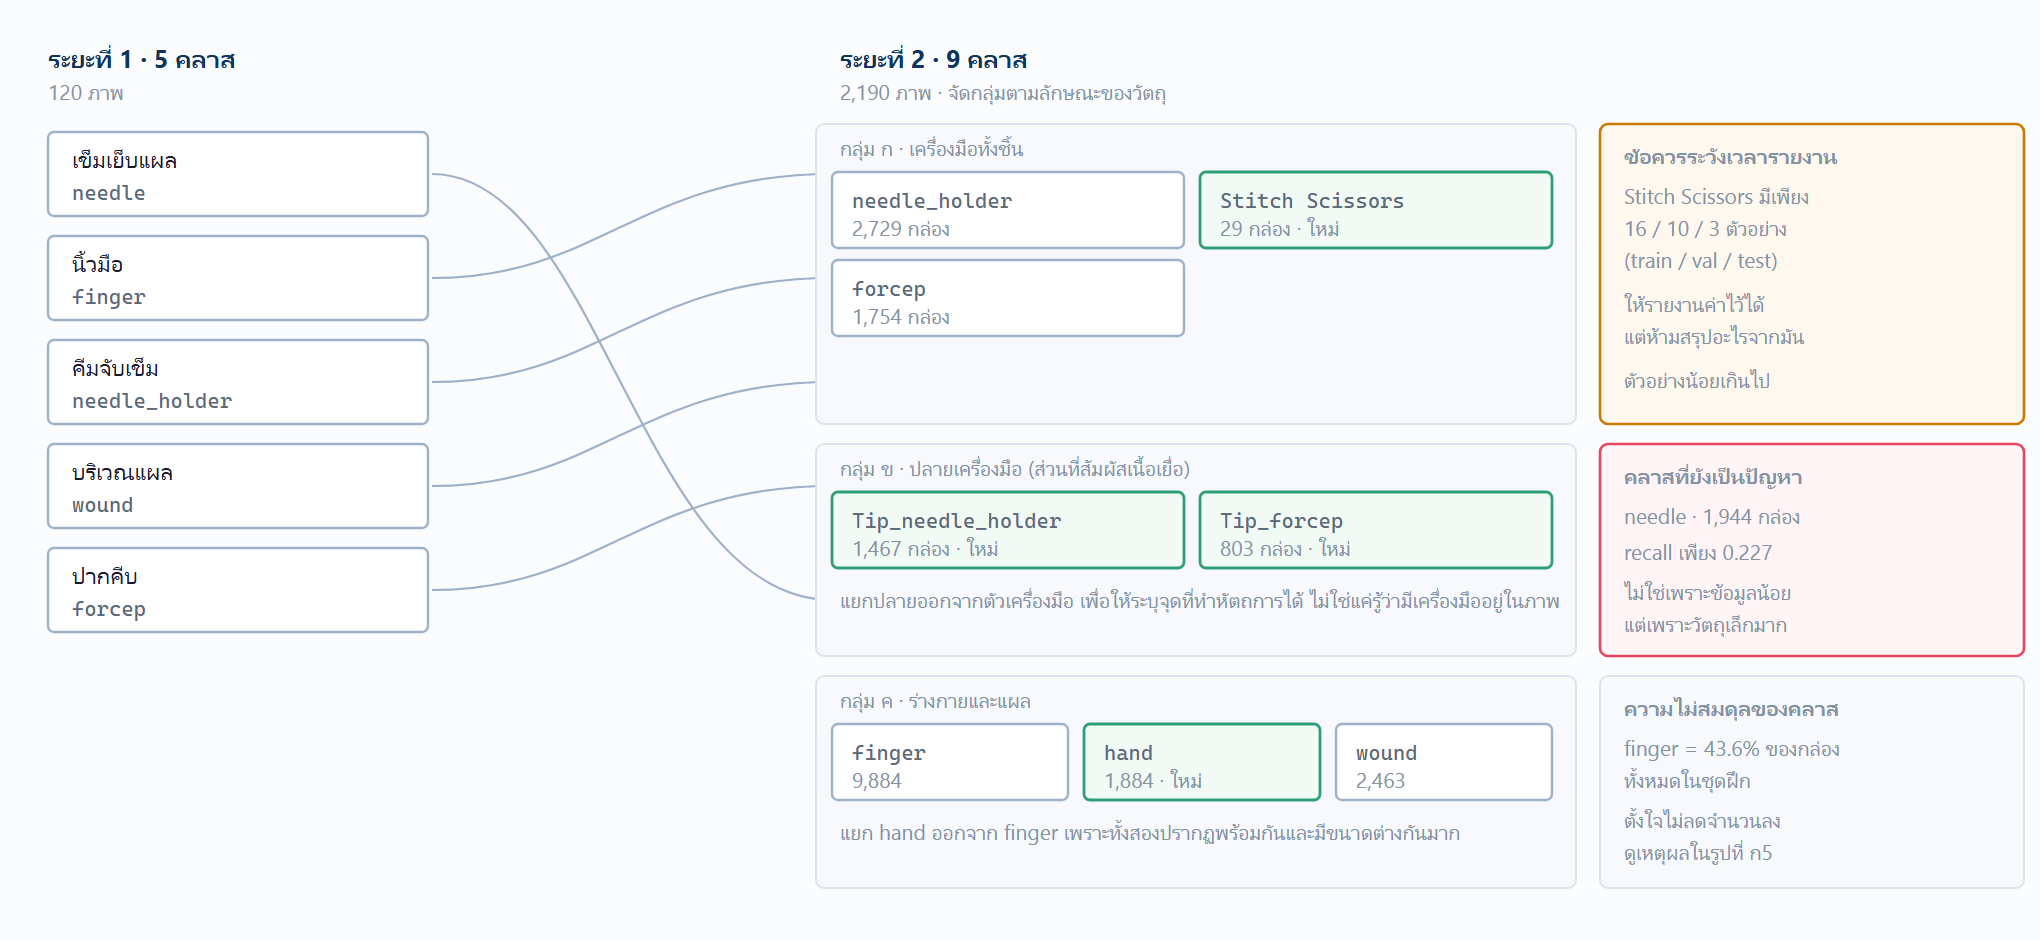 ระยะที่ 1 · 5 คลาส
120 ภาพ
เข็มเย็บแผล
needle
นิ้วมือ
finger
คีมจับเข็ม
needle_holder
บริเวณแผล
wound
ปากคีบ
forcep
ระยะที่ 2 · 9 คลาส
2,190 ภาพ · จัดกลุ่มตามลักษณะของวัตถุ
กลุ่ม ก · เครื่องมือทั้งชิ้น
needle_holder
2,729 กล่อง
Stitch Scissors
29 กล่อง · ใหม่
forcep
1,754 กล่อง
กลุ่ม ข · ปลายเครื่องมือ (ส่วนที่สัมผัสเนื้อเยื่อ)
Tip_needle_holder
1,467 กล่อง · ใหม่
Tip_forcep
803 กล่อง · ใหม่
แยกปลายออกจากตัวเครื่องมือ เพื่อให้ระบุจุดที่ทำหัตถการได้ ไม่ใช่แค่รู้ว่ามีเครื่องมืออยู่ในภาพ
กลุ่ม ค · ร่างกายและแผล
finger
9,884
hand
1,884 · ใหม่
wound
2,463
แยก hand ออกจาก finger เพราะทั้งสองปรากฏพร้อมกันและมีขนาดต่างกันมาก
ข้อควรระวังเวลารายงาน
Stitch Scissors มีเพียง
16 / 10 / 3 ตัวอย่าง
(train / val / test)
ให้รายงานค่าไว้ได้
แต่ห้ามสรุปอะไรจากมัน
ตัวอย่างน้อยเกินไป
คลาสที่ยังเป็นปัญหา
needle · 1,944 กล่อง
recall เพียง 0.227
ไม่ใช่เพราะข้อมูลน้อย
แต่เพราะวัตถุเล็กมาก
ความไม่สมดุลของคลาส
finger = 43.6% ของกล่อง
ทั้งหมดในชุดฝึก
ตั้งใจไม่ลดจำนวนลง
ดูเหตุผลในรูปที่ ก5